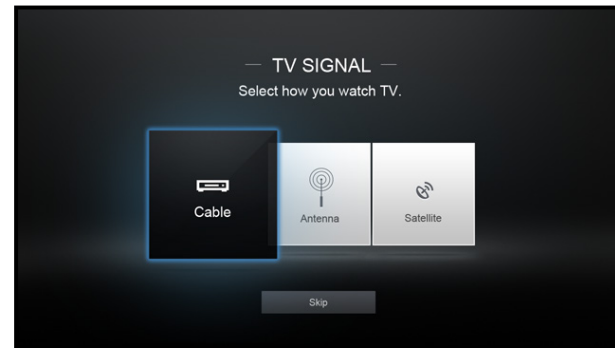 TV SIGNAL
Select how you watch TV.
Cable
Antenna
Satellite
Skip